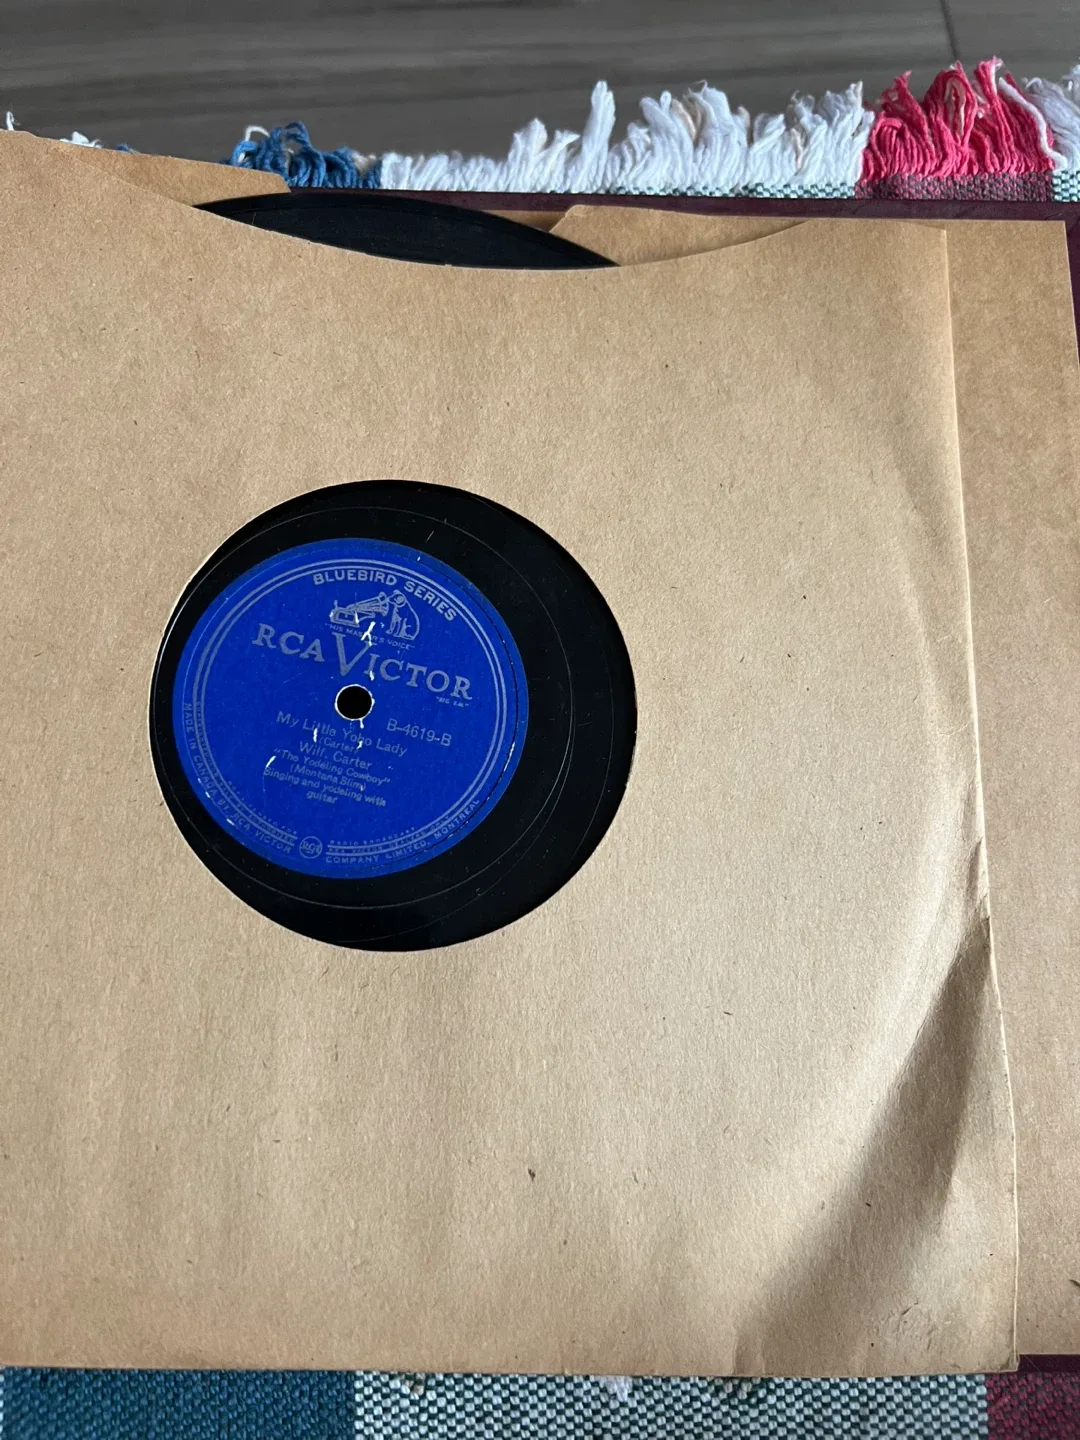 BLUEBIRD SERIES
"HIS MASTER'S VOICE"
RCA VICTOR
B-4619-B
My Little Yoho Lady
(Carter)
Wilf. Carter
"The Yodeling Cowboy"
(Montana Slim)
Singing and yodeling with
guitar
MADE IN CANADA BY RCA VICTOR COMPANY LIMITED, MONTREAL
RCA